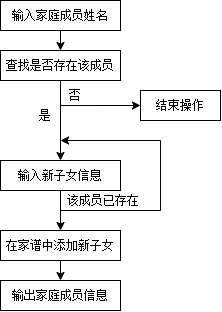 输入家庭成员姓名
查找是否存在该成员
否
结束操作
是
输入新子女信息
该成员已存在
在家谱中添加新子女
输出家庭成员信息